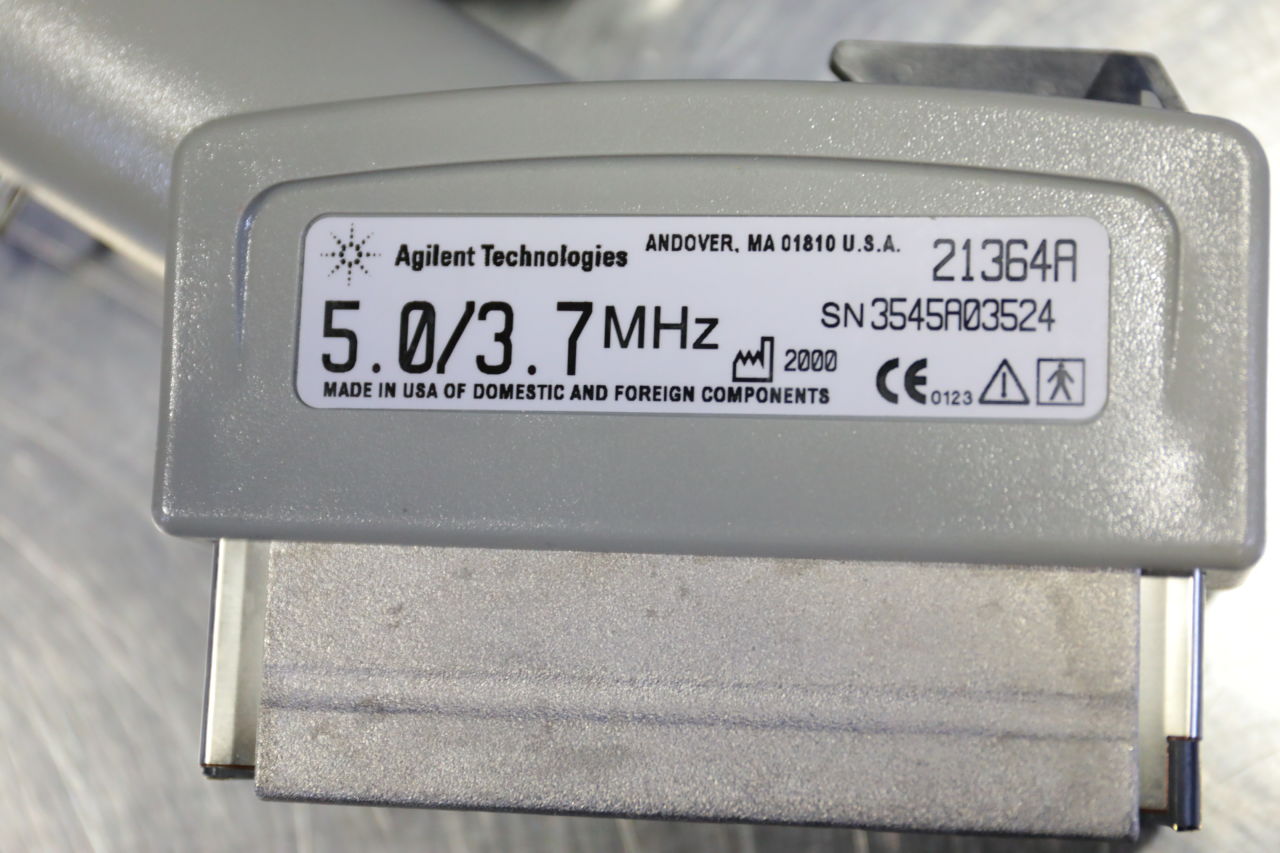 Agilent Technologies ANDOVER, MA 01810 U.S.A. 21364A
5.0/3.7 MHz SN 3545A03524
2000
MADE IN USA OF DOMESTIC AND FOREIGN COMPONENTS
CE 0123